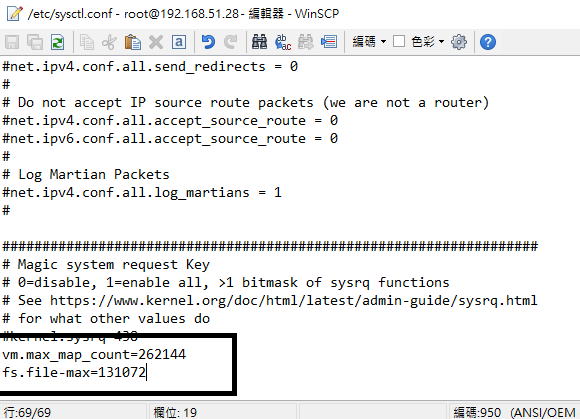 /etc/sysctl.conf - root@192.168.51.28 - 編輯器 - WinSCP
編碼 色彩
#net.ipv4.conf.all.send_redirects = 0
#
# Do not accept IP source route packets (we are not a router)
#net.ipv4.conf.all.accept_source_route = 0
#net.ipv6.conf.all.accept_source_route = 0
#
# Log Martian Packets
#net.ipv4.conf.all.log_martians = 1
#
###################################################################
# Magic system request Key
# 0=disable, 1=enable all, >1 bitmask of sysrq functions
# See https://www.kernel.org/doc/html/latest/admin-guide/sysrq.html
# for what other values do
#kernel.sysrq=438
vm.max_map_count=262144
fs.file-max=131072
行:69/69 欄位: 19 編碼:950 (ANSI/OEM